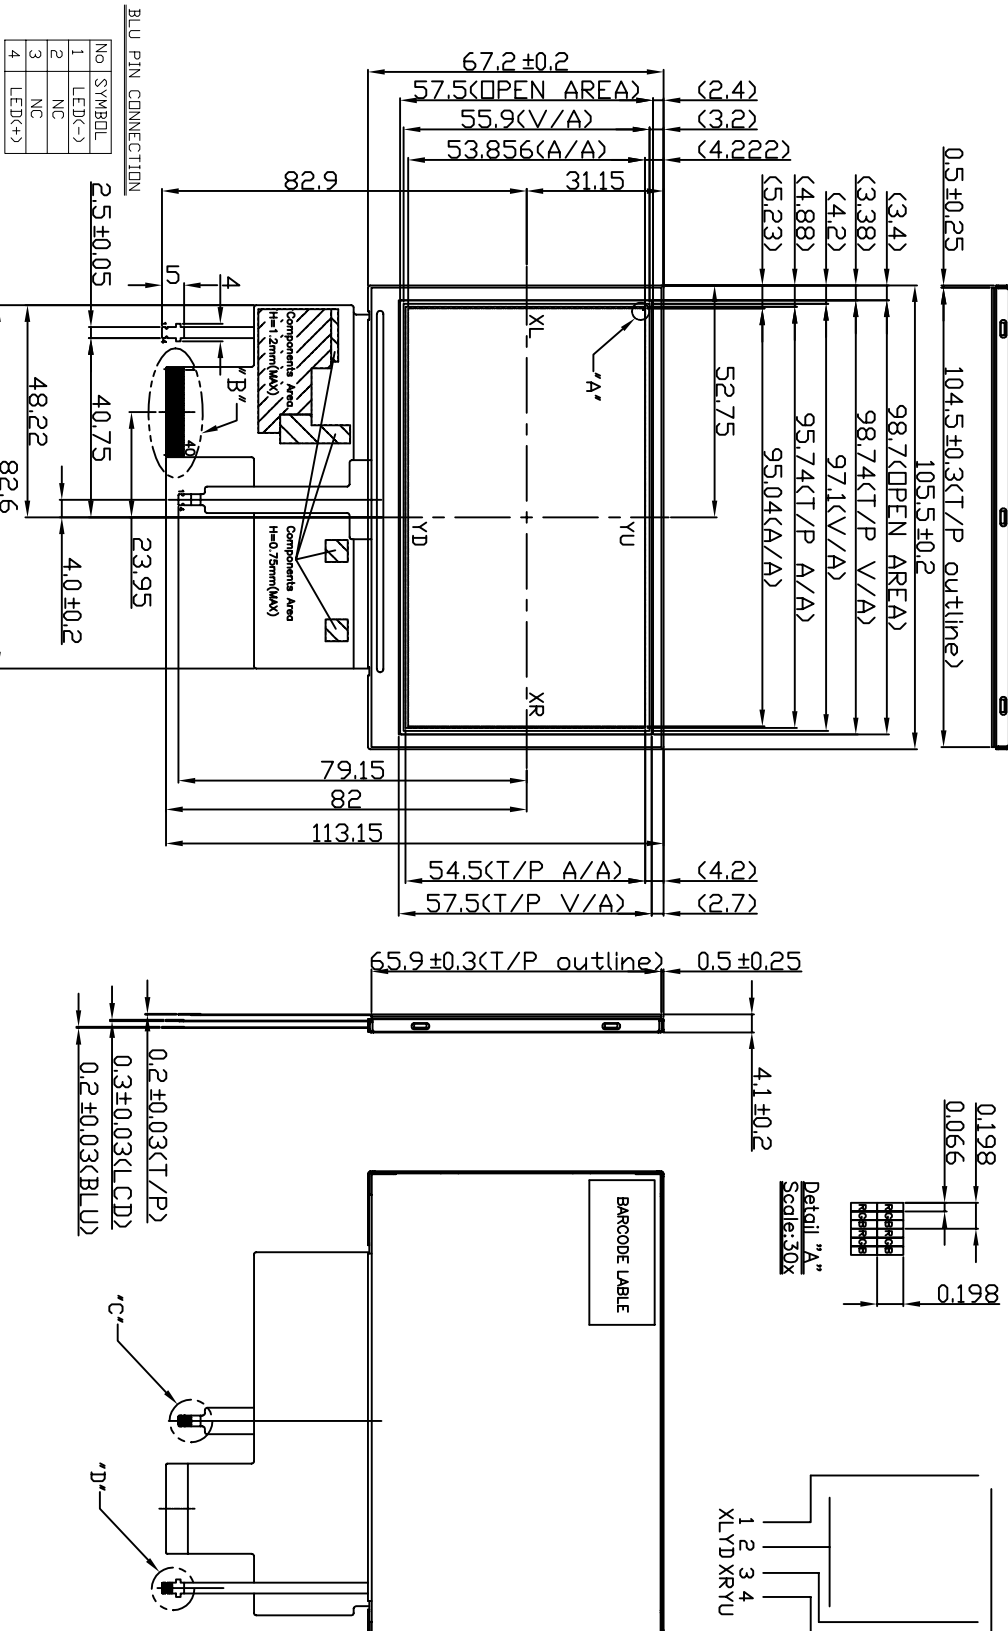 BLU PIN CONNECTION
No SYMBOL
1 LED(-)
2 NC
3 NC
4 LED(+)
67.2±0.2
57.5(OPEN AREA)
(2.4)
55.9(V/A)
(3.2)
53.856(A/A)
(4.222)
82.9
31.15
0.5±0.25
104.5±0.3(T/P outline)
105.5±0.2
(3.4)
98.7(OPEN AREA)
(3.38)
98.74(T/P V/A)
(4.2)
97.1(V/A)
(4.88)
95.74(T/P A/A)
(5.23)
95.04(A/A)
52.75
"A"
XL
YU
YD
XR
Components Area
H=1.2mm(MAX)
Components Area
H=0.75mm(MAX)
"B"
40
4
5
2.5±0.05
40.75
48.22
82.6
23.95
4.0±0.2
79.15
82
113.15
54.5(T/P A/A)
(4.2)
57.5(T/P V/A)
(2.7)
65.9±0.3(T/P outline)
0.5±0.25
4.1±0.2
0.2±0.03(T/P)
0.3±0.03(LCD)
0.2±0.03(BLU)
0.198
0.066
RGBRGB
RGBRGB
0.198
Detail "A"
Scale:30x
BARCODE LABLE
"C"
"D"
1 2 3 4
XLYDXRYU